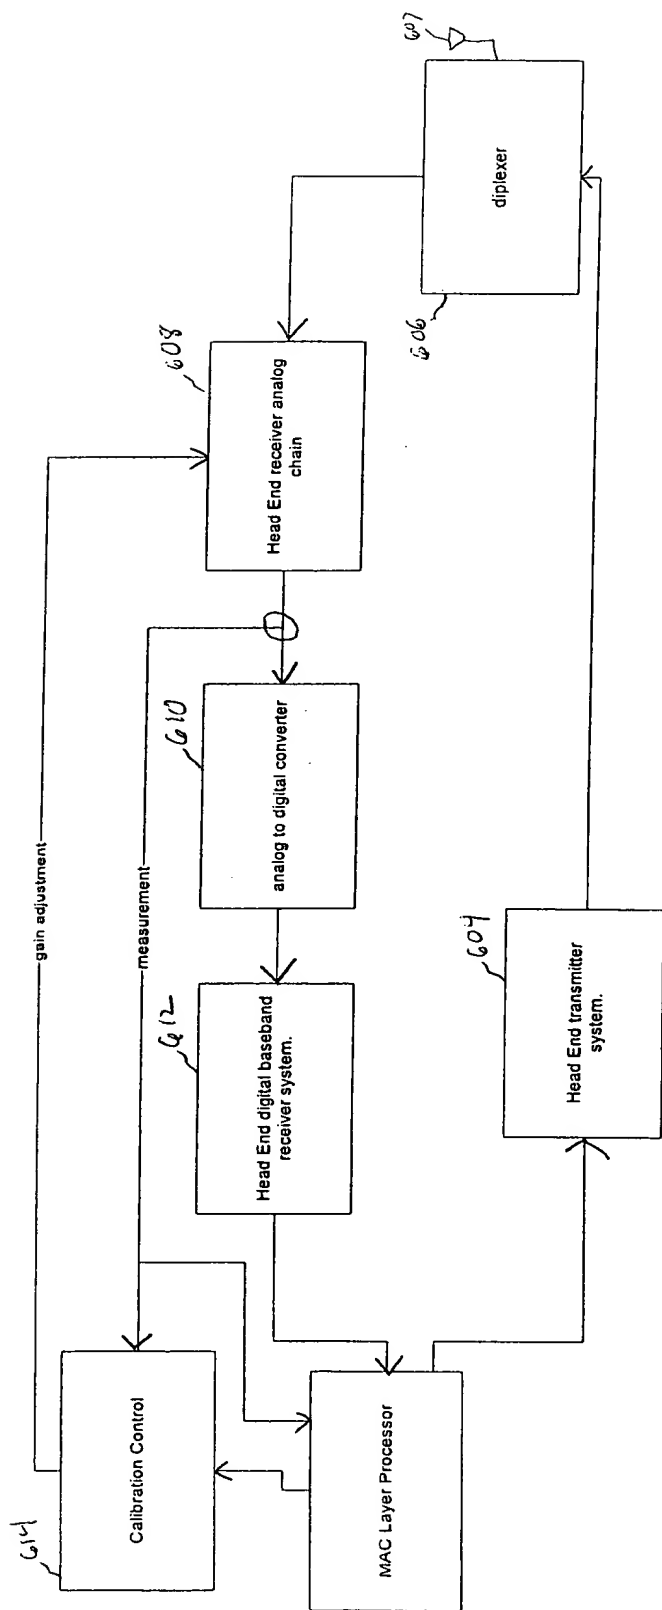 614
Calibration Control
gain adjustment
measurement
MAC Layer Processor
612
Head End digital baseband
receiver system.
610
analog to digital converter
608
Head End receiver analog
chain
604
Head End transmitter
system.
606
diplexer
607